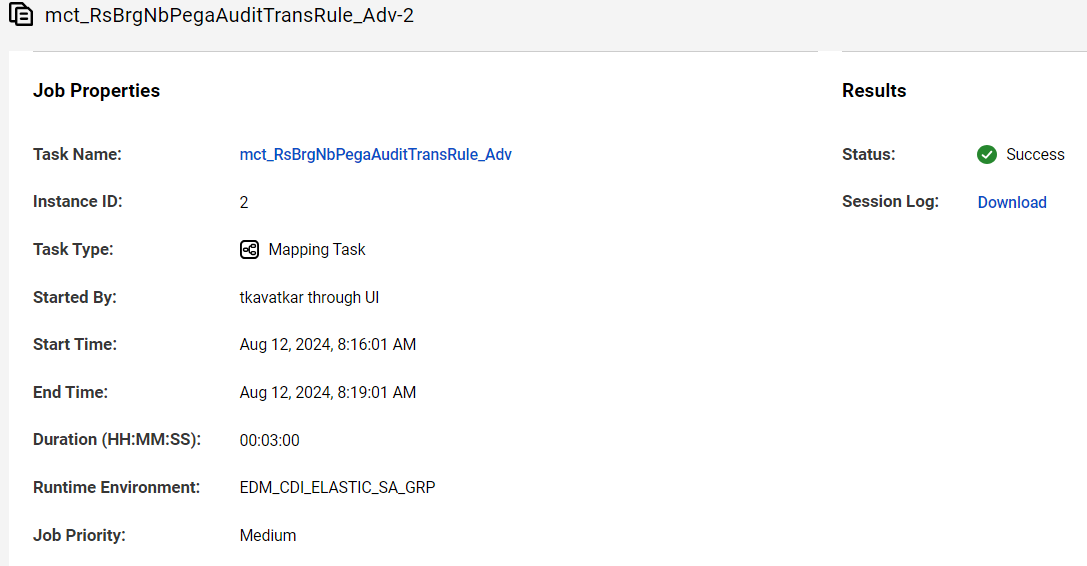 mct_RsBrgNbPegaAuditTransRule_Adv-2
Job Properties
Task Name: mct_RsBrgNbPegaAuditTransRule_Adv
Instance ID: 2
Task Type: Mapping Task
Started By: tkavatkar through UI
Start Time: Aug 12, 2024, 8:16:01 AM
End Time: Aug 12, 2024, 8:19:01 AM
Duration (HH:MM:SS): 00:03:00
Runtime Environment: EDM_CDI_ELASTIC_SA_GRP
Job Priority: Medium
Results
Status: Success
Session Log: Download